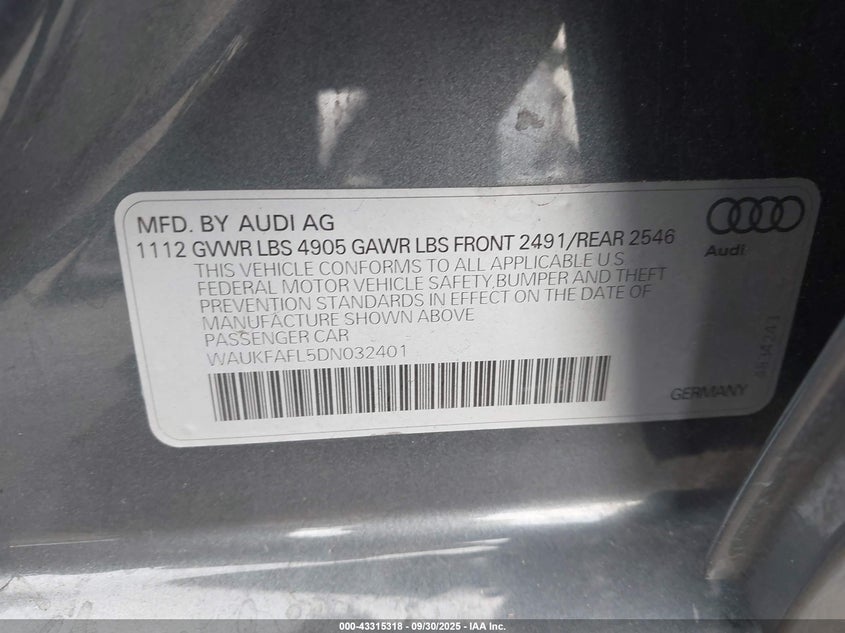 MFD. BY AUDI AG
1112 GVWR LBS 4905 GAWR LBS FRONT 2491/REAR 2546
THIS VEHICLE CONFORMS TO ALL APPLICABLE U.S
FEDERAL MOTOR VEHICLE SAFETY,BUMPER AND THEFT
PREVENTION STANDARDS IN EFFECT ON THE DATE OF
MANUFACTURE SHOWN ABOVE
PASSENGER CAR
WAUKFAFL5DN032401
Audi
GERMANY
000-43315318 - 09/30/2025 - IAA Inc.